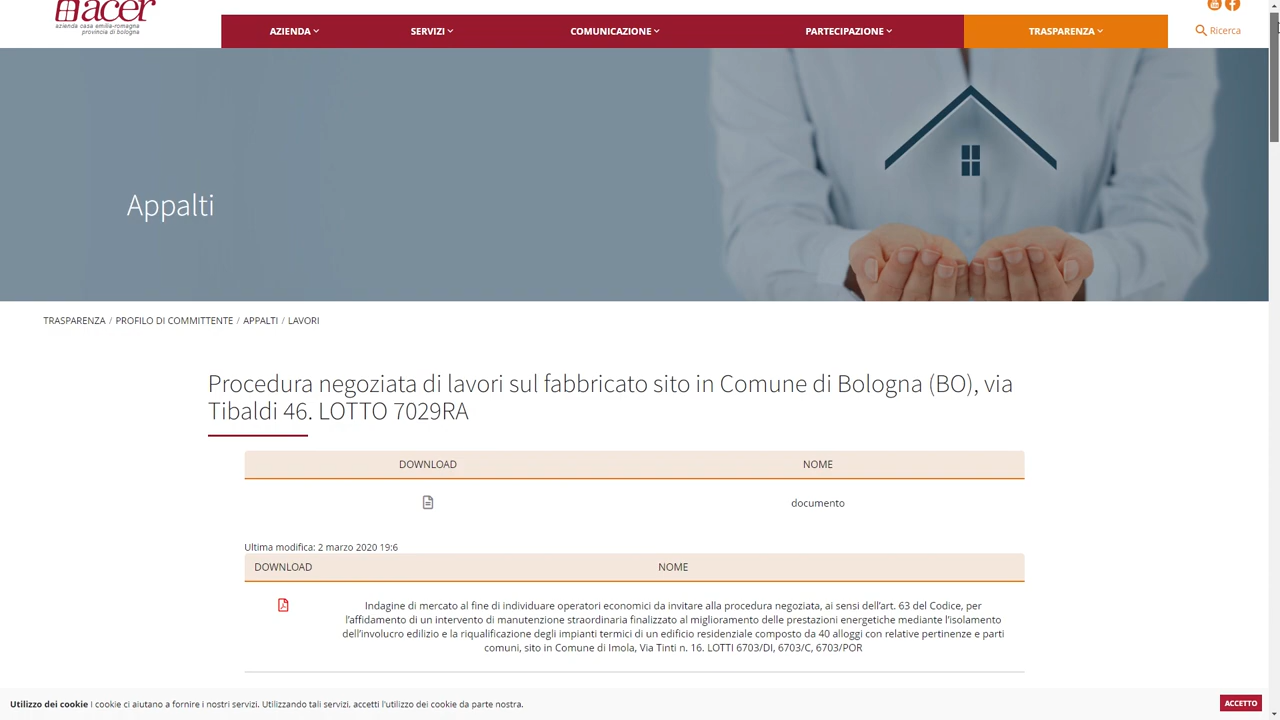 acer
azienda casa emilia-romagna
provincia di bologna
AZIENDA
SERVIZI
COMUNICAZIONE
PARTECIPAZIONE
TRASPARENZA
Ricerca
Appalti
TRASPARENZA / PROFILO DI COMMITTENTE / APPALTI / LAVORI
Procedura negoziata di lavori sul fabbricato sito in Comune di Bologna (BO), via
Tibaldi 46. LOTTO 7029RA
DOWNLOAD NOME
documento
Ultima modifica: 2 marzo 2020 19:6
DOWNLOAD NOME
Indagine di mercato al fine di individuare operatori economici da invitare alla procedura negoziata, ai sensi dell'art. 63 del Codice, per
l'affidamento di un intervento di manutenzione straordinaria finalizzato al miglioramento delle prestazioni energetiche mediante l'isolamento
dell'involucro edilizio e la riqualificazione degli impianti termici di un edificio residenziale composto da 40 alloggi con relative pertinenze e parti
comuni, sito in Comune di Imola, Via Tinti n. 16. LOTTI 6703/DI, 6703/C, 6703/POR
Utilizzo dei cookie I cookie ci aiutano a fornire i nostri servizi. Utilizzando tali servizi, accetti l'utilizzo dei cookie da parte nostra.
ACCETTO